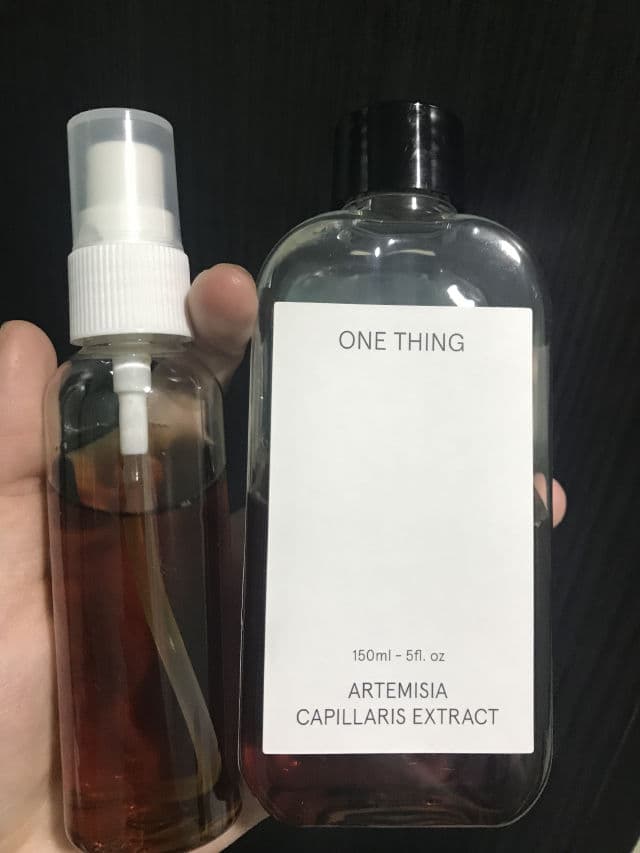 ONE THING
150ml - 5fl. oz
ARTEMISIA
CAPILLARIS EXTRACT